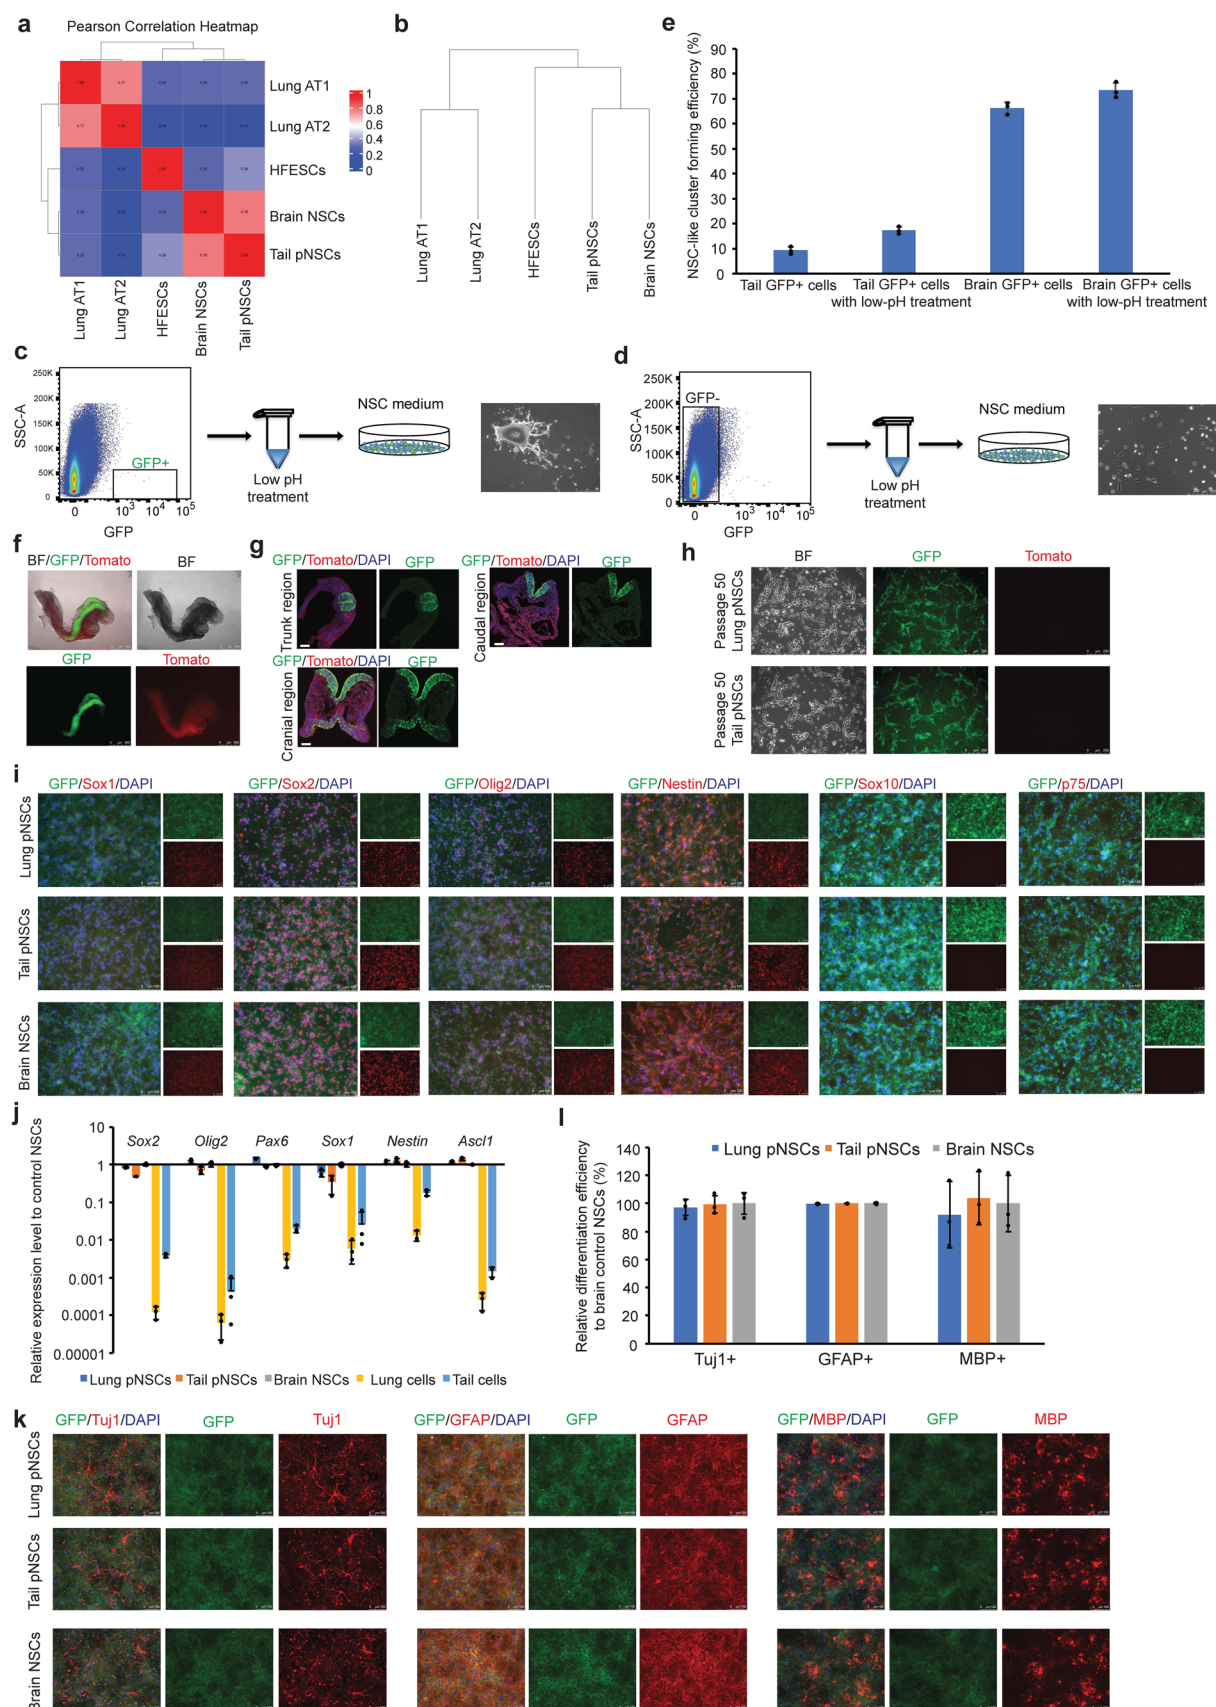 a
Pearson Correlation Heatmap
Lung AT1
Lung AT2
HFESCs
Brain NSCs
Tail pNSCs
Lung AT1
Lung AT2
HFESCs
Brain NSCs
Tail pNSCs
1
0.8
0.6
0.4
0.2
0
b
Lung AT1
Lung AT2
HFESCs
Tail pNSCs
Brain NSCs
e
NSC-like cluster forming efficiency (%)
90
80
70
60
50
40
30
20
10
0
Tail GFP+ cells
Tail GFP+ cells
with low-pH treatment
Brain GFP+ cells
Brain GFP+ cells
with low-pH treatment
c
SSC-A
250K
200K
150K
100K
50K
0
GFP+
0 10³ 10⁴ 10⁵
GFP
Low pH
treatment
NSC medium
d
SSC-A
250K
200K
150K
100K
50K
0
GFP-
0 10³ 10⁴ 10⁵
GFP
Low pH
treatment
NSC medium
f
BF/GFP/Tomato
BF
GFP
Tomato
g
GFP/Tomato/DAPI
GFP
Trunk region
GFP/Tomato/DAPI
GFP
Caudal region
GFP/Tomato/DAPI
GFP
Cranial region
h
BF
GFP
Tomato
Passage 50
Lung pNSCs
Passage 50
Tail pNSCs
i
GFP/Sox1/DAPI
GFP/Sox2/DAPI
GFP/Olig2/DAPI
GFP/Nestin/DAPI
GFP/Sox10/DAPI
GFP/p75/DAPI
Lung pNSCs
Tail pNSCs
Brain NSCs
j
Relative expression level to control NSCs
10
1
0.1
0.01
0.001
0.0001
0.00001
Sox2
Olig2
Pax6
Sox1
Nestin
Ascl1
Lung pNSCs
Tail pNSCs
Brain NSCs
Lung cells
Tail cells
l
Relative differentiation efficiency
to brain control NSCs (%)
140
120
100
80
60
40
20
0
Lung pNSCs
Tail pNSCs
Brain NSCs
Tuj1+
GFAP+
MBP+
k
GFP/Tuj1/DAPI
GFP
Tuj1
GFP/GFAP/DAPI
GFP
GFAP
GFP/MBP/DAPI
GFP
MBP
Lung pNSCs
Tail pNSCs
Brain NSCs